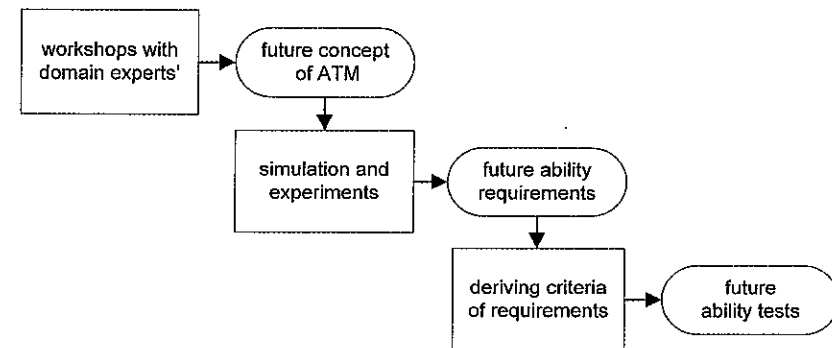 workshops with
domain experts'
future concept
of ATM
simulation and
experiments
future ability
requirements
deriving criteria
of requirements
future
ability tests